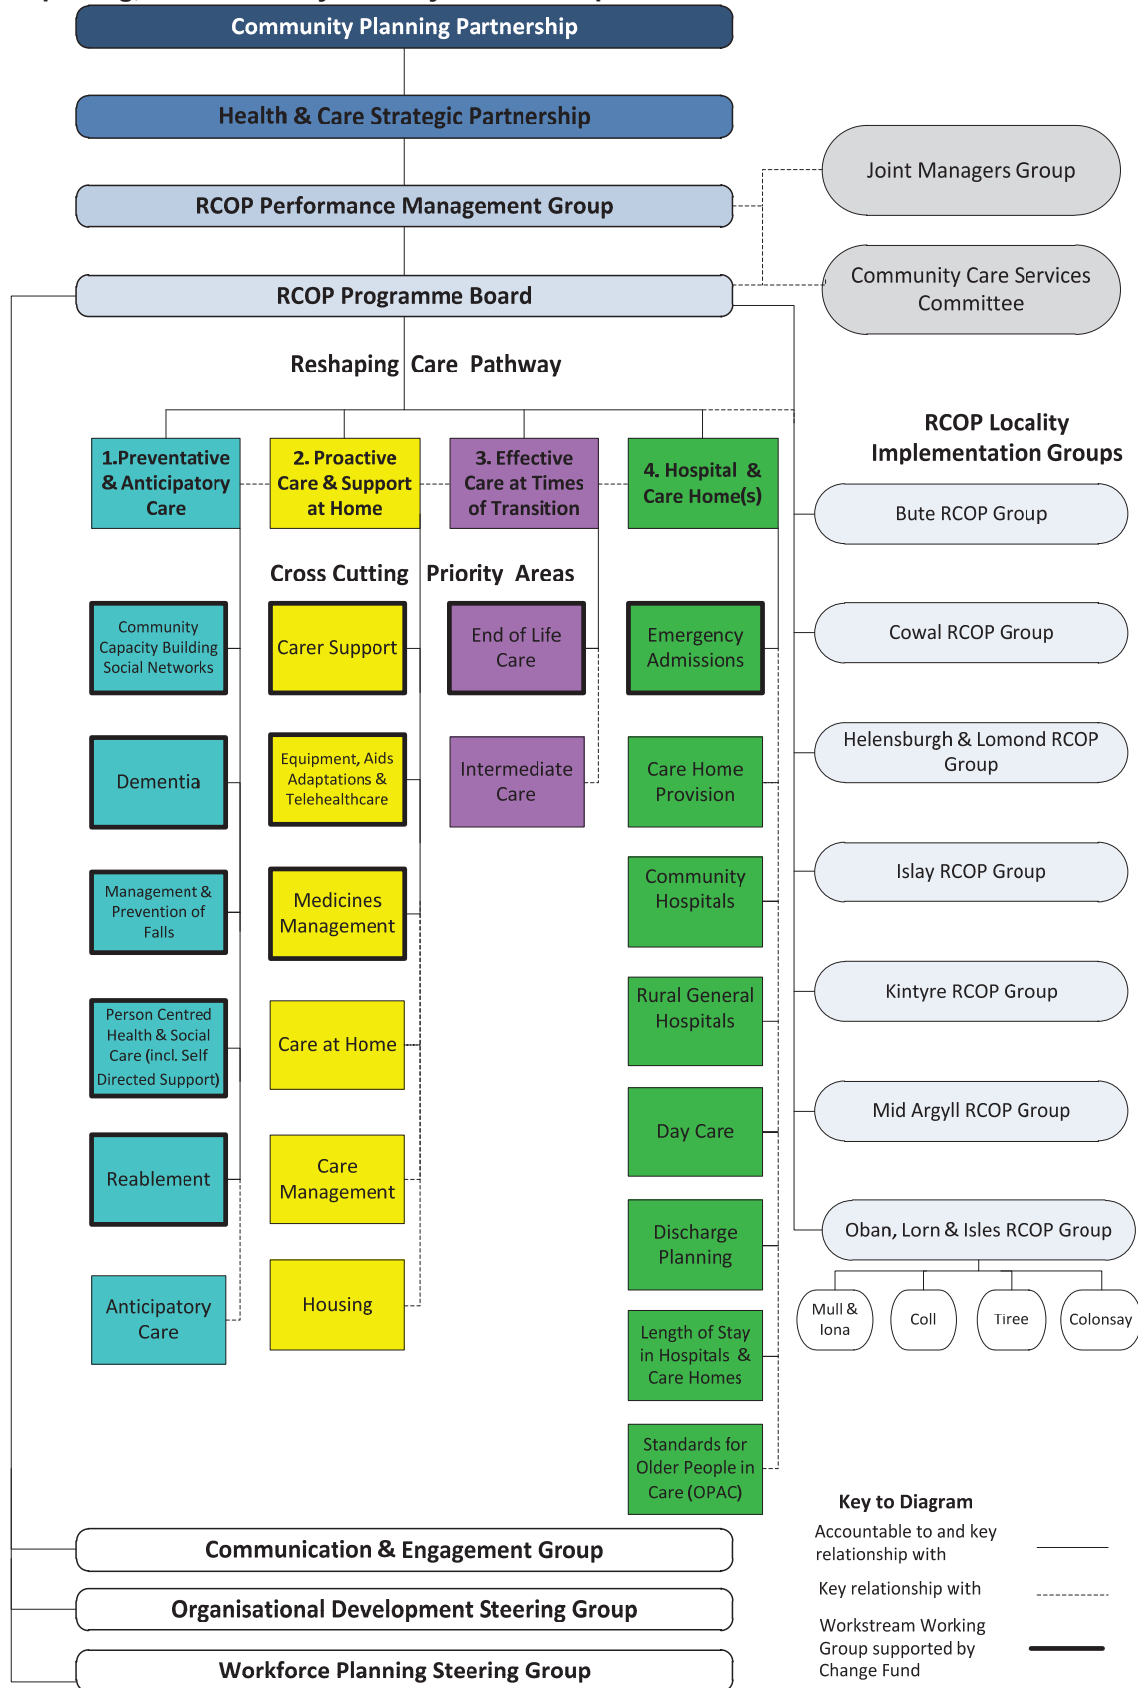 Community Planning Partnership
Health & Care Strategic Partnership
RCOP Performance Management Group
RCOP Programme Board
Joint Managers Group
Community Care Services
Committee
Reshaping Care Pathway
1.Preventative
& Anticipatory
Care
2. Proactive
Care & Support
at Home
3. Effective
Care at Times
of Transition
4. Hospital &
Care Home(s)
Cross Cutting Priority Areas
Community
Capacity Building
Social Networks
Dementia
Management &
Prevention of
Falls
Person Centred
Health & Social
Care (incl. Self
Directed Support)
Reablement
Anticipatory
Care
Carer Support
Equipment, Aids
Adaptations &
Telehealthcare
Medicines
Management
Care at Home
Care
Management
Housing
End of Life
Care
Intermediate
Care
Emergency
Admissions
Care Home
Provision
Community
Hospitals
Rural General
Hospitals
Day Care
Discharge
Planning
Length of Stay
in Hospitals &
Care Homes
Standards for
Older People in
Care (OPAC)
RCOP Locality
Implementation Groups
Bute RCOP Group
Cowal RCOP Group
Helensburgh & Lomond RCOP
Group
Islay RCOP Group
Kintyre RCOP Group
Mid Argyll RCOP Group
Oban, Lorn & Isles RCOP Group
Mull &
Iona
Coll
Tiree
Colonsay
Communication & Engagement Group
Organisational Development Steering Group
Workforce Planning Steering Group
Key to Diagram
Accountable to and key
relationship with
Key relationship with
Workstream Working
Group supported by
Change Fund